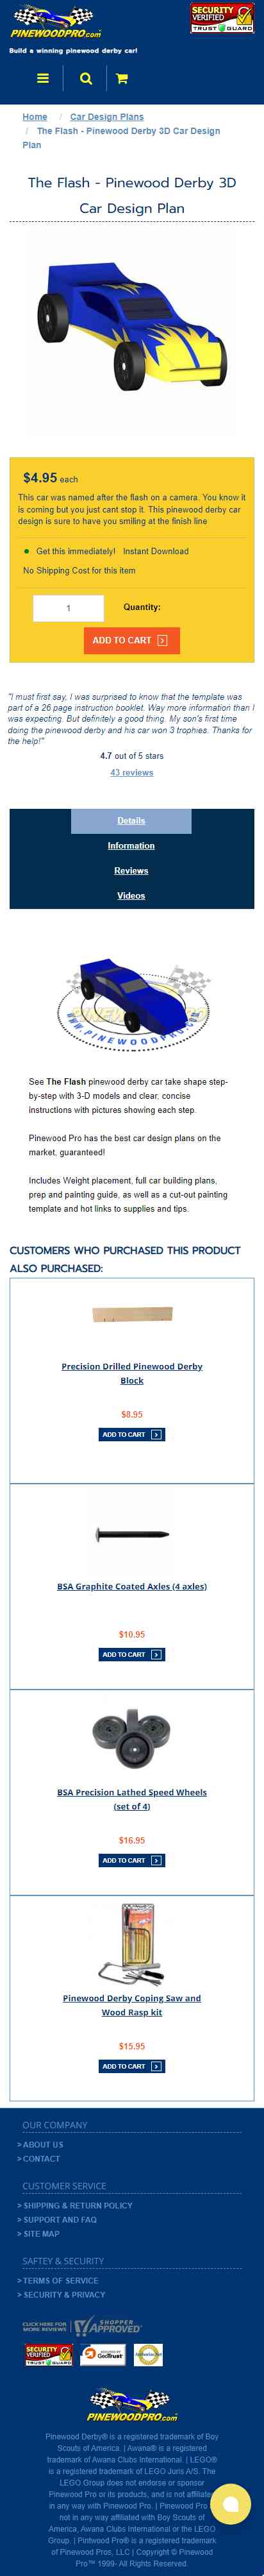 PINEWOODPRO.COM
SECURITY
VERIFIED
TRUST GUARD
Build a winning pinewood derby car!
Home / Car Design Plans
/ The Flash - Pinewood Derby 3D Car Design
Plan
The Flash - Pinewood Derby 3D
Car Design Plan
$4.95 each
This car was named after the flash on a camera. You know it
is coming but you just cant stop it. This pinewood derby car
design is sure to have you smiling at the finish line
Get this immediately! Instant Download
No Shipping Cost for this item
1 Quantity:
ADD TO CART
"I must first say, I was surprised to know that the template was
part of a 26 page instruction booklet. Way more information than I
was expecting. But definitely a good thing. My son's first time
doing the pinewood derby and his car won 3 trophies. Thanks for
the help!"
4.7 out of 5 stars
43 reviews
Details
Information
Reviews
Videos
PINEWOODPRO
WWW.PINEWOODPRO.COM
See The Flash pinewood derby car take shape step-
by-step with 3-D models and clear, concise
instructions with pictures showing each step.
Pinewood Pro has the best car design plans on the
market, guaranteed!
Includes Weight placement, full car building plans,
prep and painting guide, as well as a cut-out painting
template and hot links to supplies and tips.
CUSTOMERS WHO PURCHASED THIS PRODUCT
ALSO PURCHASED:
Precision Drilled Pinewood Derby
Block
$8.95
ADD TO CART
BSA Graphite Coated Axles (4 axles)
$10.95
ADD TO CART
BSA Precision Lathed Speed Wheels
(set of 4)
$16.95
ADD TO CART
Pinewood Derby Coping Saw and
Wood Rasp kit
$15.95
ADD TO CART
OUR COMPANY
> ABOUT US
> CONTACT
CUSTOMER SERVICE
> SHIPPING & RETURN POLICY
> SUPPORT AND FAQ
> SITE MAP
SAFTEY & SECURITY
> TERMS OF SERVICE
> SECURITY & PRIVACY
CLICK HERE FOR
MORE REVIEWS
SHOPPER
APPROVED
SECURITY
VERIFIED
TRUST GUARD
GeoTrust
PINEWOODPRO.COM
Pinewood Derby® is a registered trademark of Boy
Scouts of America. | Awana® is a registered
trademark of Awana Clubs International. | LEGO®
is a registered trademark of LEGO Juris A/S. The
LEGO Group does not endorse or sponsor
Pinewood Pro or its products, and is not affiliated
in any way with Pinewood Pro. | Pinewood Pro is
not in any way affiliated with Boy Scouts of
America, Awana Clubs International or the LEGO
Group. | Pintwood Pro® is a registered trademark
of Pinewood Pros, LLC | Copyright © Pinewood
Pro™ 1999- All Rights Reserved.